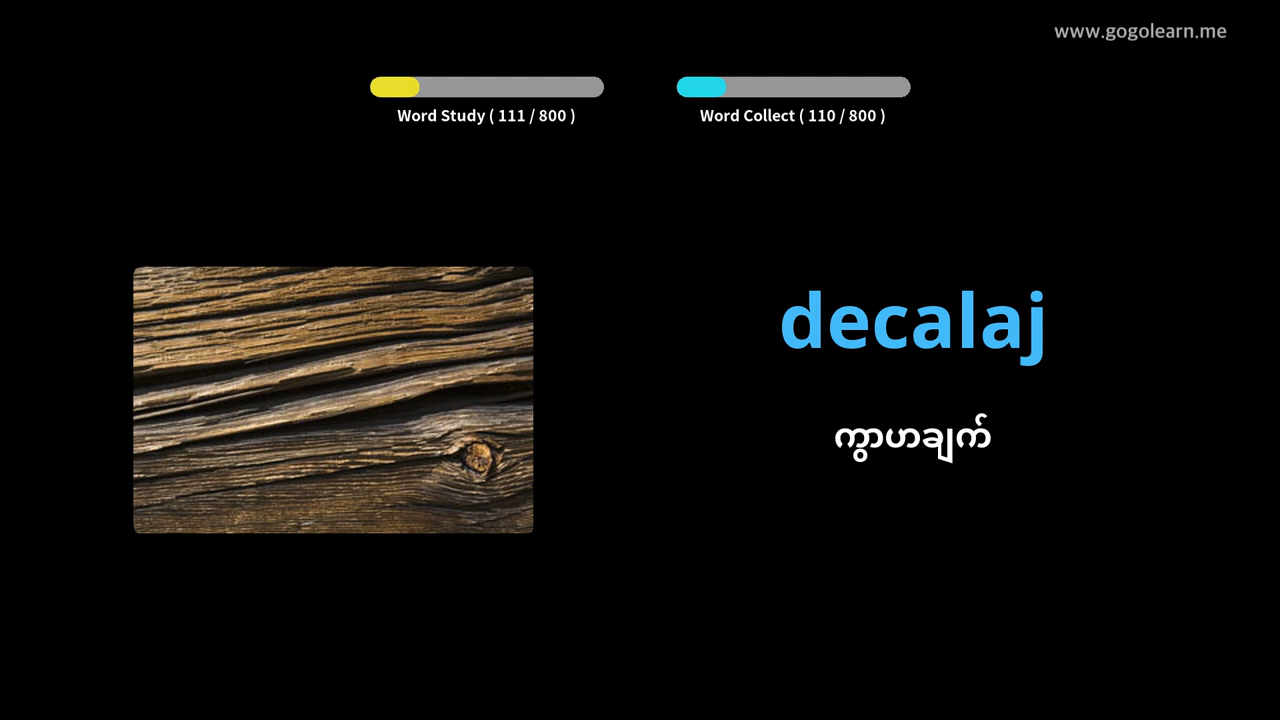 www.gogolearn.me
Word Study ( 111 / 800 )
Word Collect ( 110 / 800 )
decalaj
ကွာဟချက်